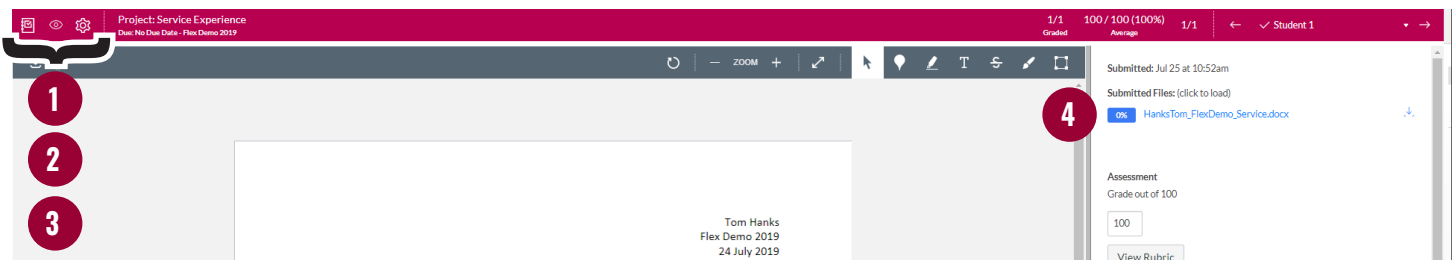 Project: Service Experience
Due: No Due Date - Flex Demo 2019
1/1
Graded
100 / 100 (100%)
Average
1/1
Student 1
ZOOM
T
S
1
2
3
4
Tom Hanks
Flex Demo 2019
24 July 2019
Submitted: Jul 25 at 10:52am
Submitted Files: (click to load)
0% HanksTom_FlexDemo_Service.docx
Assessment
Grade out of 100
100
View Rubric